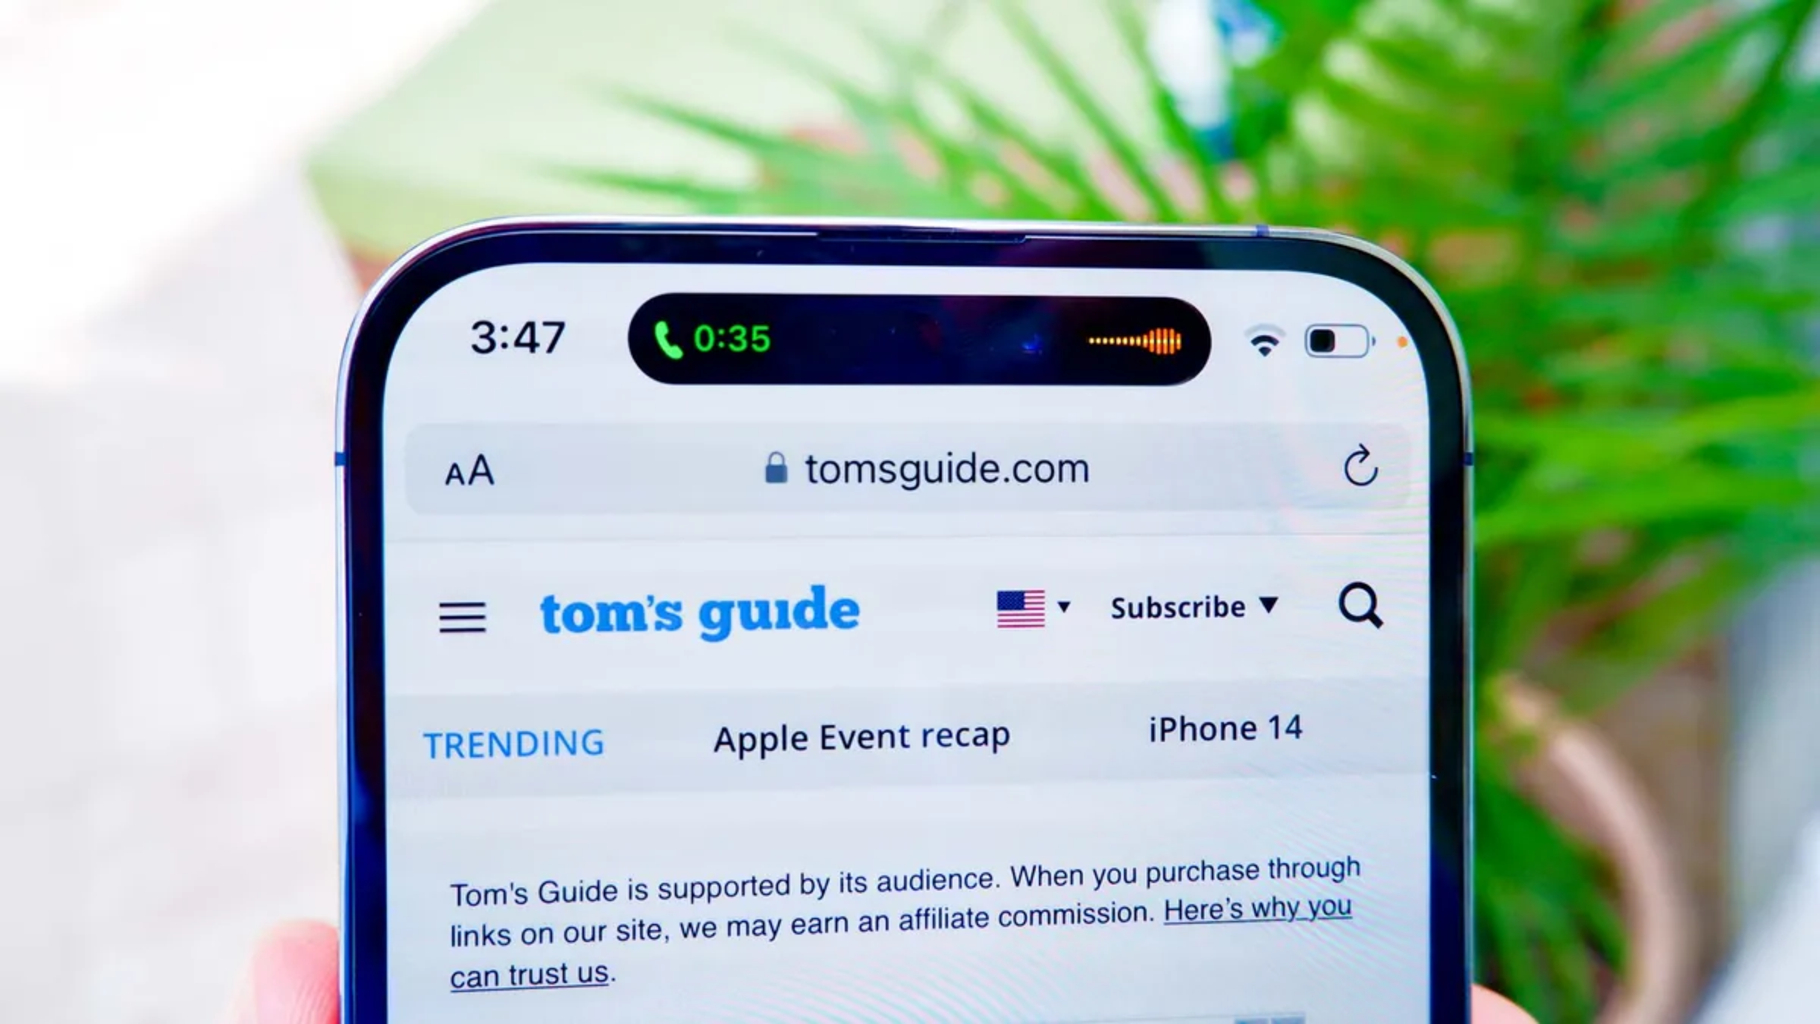 3:47 0:35
AA tomsguide.com
tom's guide Subscribe ▼
TRENDING Apple Event recap iPhone 14
Tom's Guide is supported by its audience. When you purchase through
links on our site, we may earn an affiliate commission. Here's why you
can trust us.